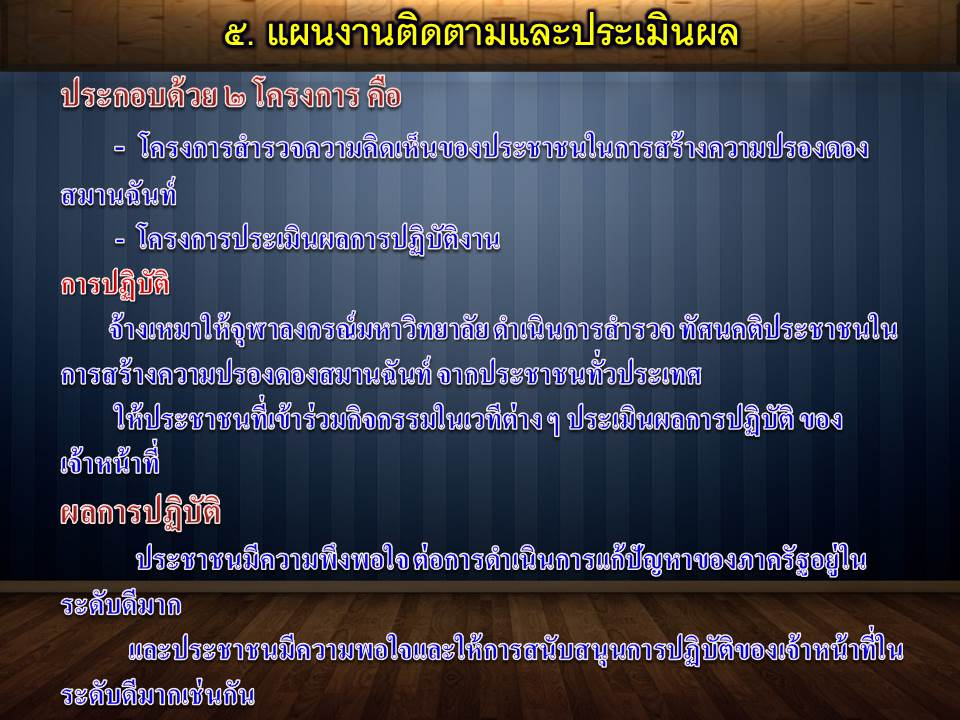 ๕. แผนงานติดตามและประเมินผล
ประกอบด้วย ๒ โครงการ คือ
- โครงการสำรวจความคิดเห็นของประชาชนในการสร้างความปรองดอง
สมานฉันท์
- โครงการประเมินผลการปฏิบัติงาน
การปฏิบัติ
จ้างเหมาให้จุฬาลงกรณ์มหาวิทยาลัย ดำเนินการสำรวจ ทัศนคติประชาชนใน
การสร้างความปรองดองสมานฉันท์ จากประชาชนทั่วประเทศ
ให้ประชาชนที่เข้าร่วมกิจกรรมในเวทีต่าง ๆ ประเมินผลการปฏิบัติ ของ
เจ้าหน้าที่
ผลการปฏิบัติ
ประชาชนมีความพึงพอใจ ต่อการดำเนินการแก้ปัญหาของภาครัฐอยู่ใน
ระดับดีมาก
และประชาชนมีความพอใจและให้การสนับสนุนการปฏิบัติของเจ้าหน้าที่ใน
ระดับดีมากเช่นกัน